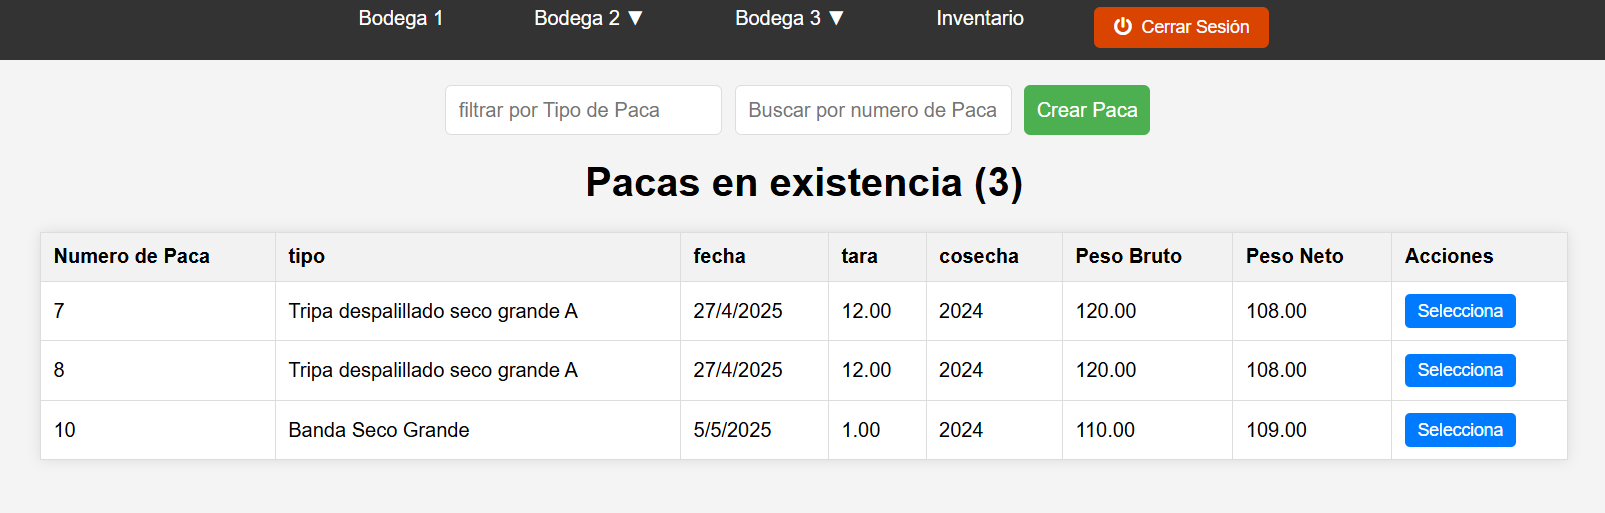 Bodega 1 Bodega 2 ▼ Bodega 3 ▼ Inventario Cerrar Sesión
filtrar por Tipo de Paca Buscar por numero de Paca Crear Paca
Pacas en existencia (3)
Numero de Paca tipo fecha tara cosecha Peso Bruto Peso Neto Acciones
7 Tripa despalillado seco grande A 27/4/2025 12.00 2024 120.00 108.00 Selecciona
8 Tripa despalillado seco grande A 27/4/2025 12.00 2024 120.00 108.00 Selecciona
10 Banda Seco Grande 5/5/2025 1.00 2024 110.00 109.00 Selecciona